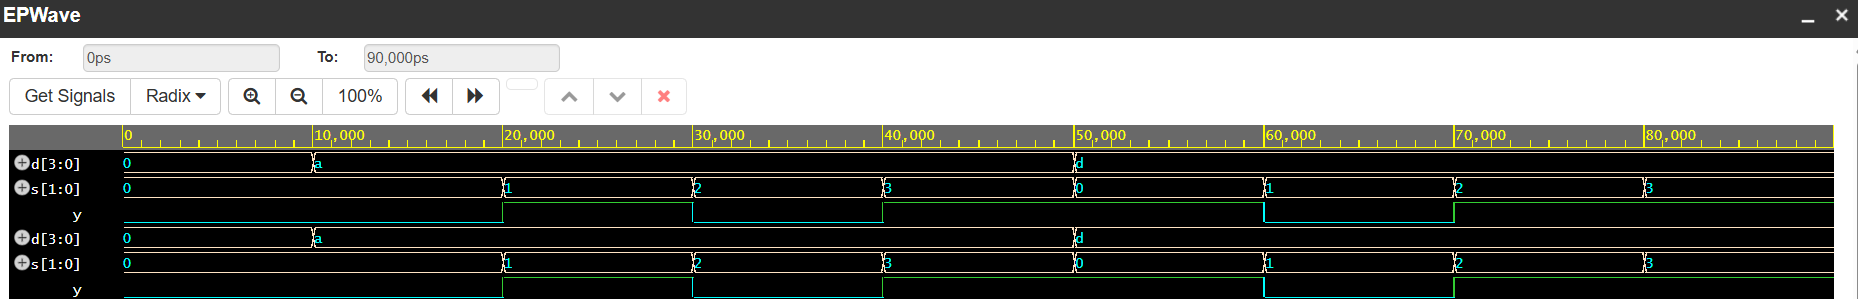 EPWave
From: 0ps To: 90,000ps
Get Signals Radix 100%
0 10,000 20,000 30,000 40,000 50,000 60,000 70,000 80,000
d[3:0] 0 a d
s[1:0] 0 1 2 3 0 1 2 3
y
d[3:0] 0 a d
s[1:0] 0 1 2 3 0 1 2 3
y